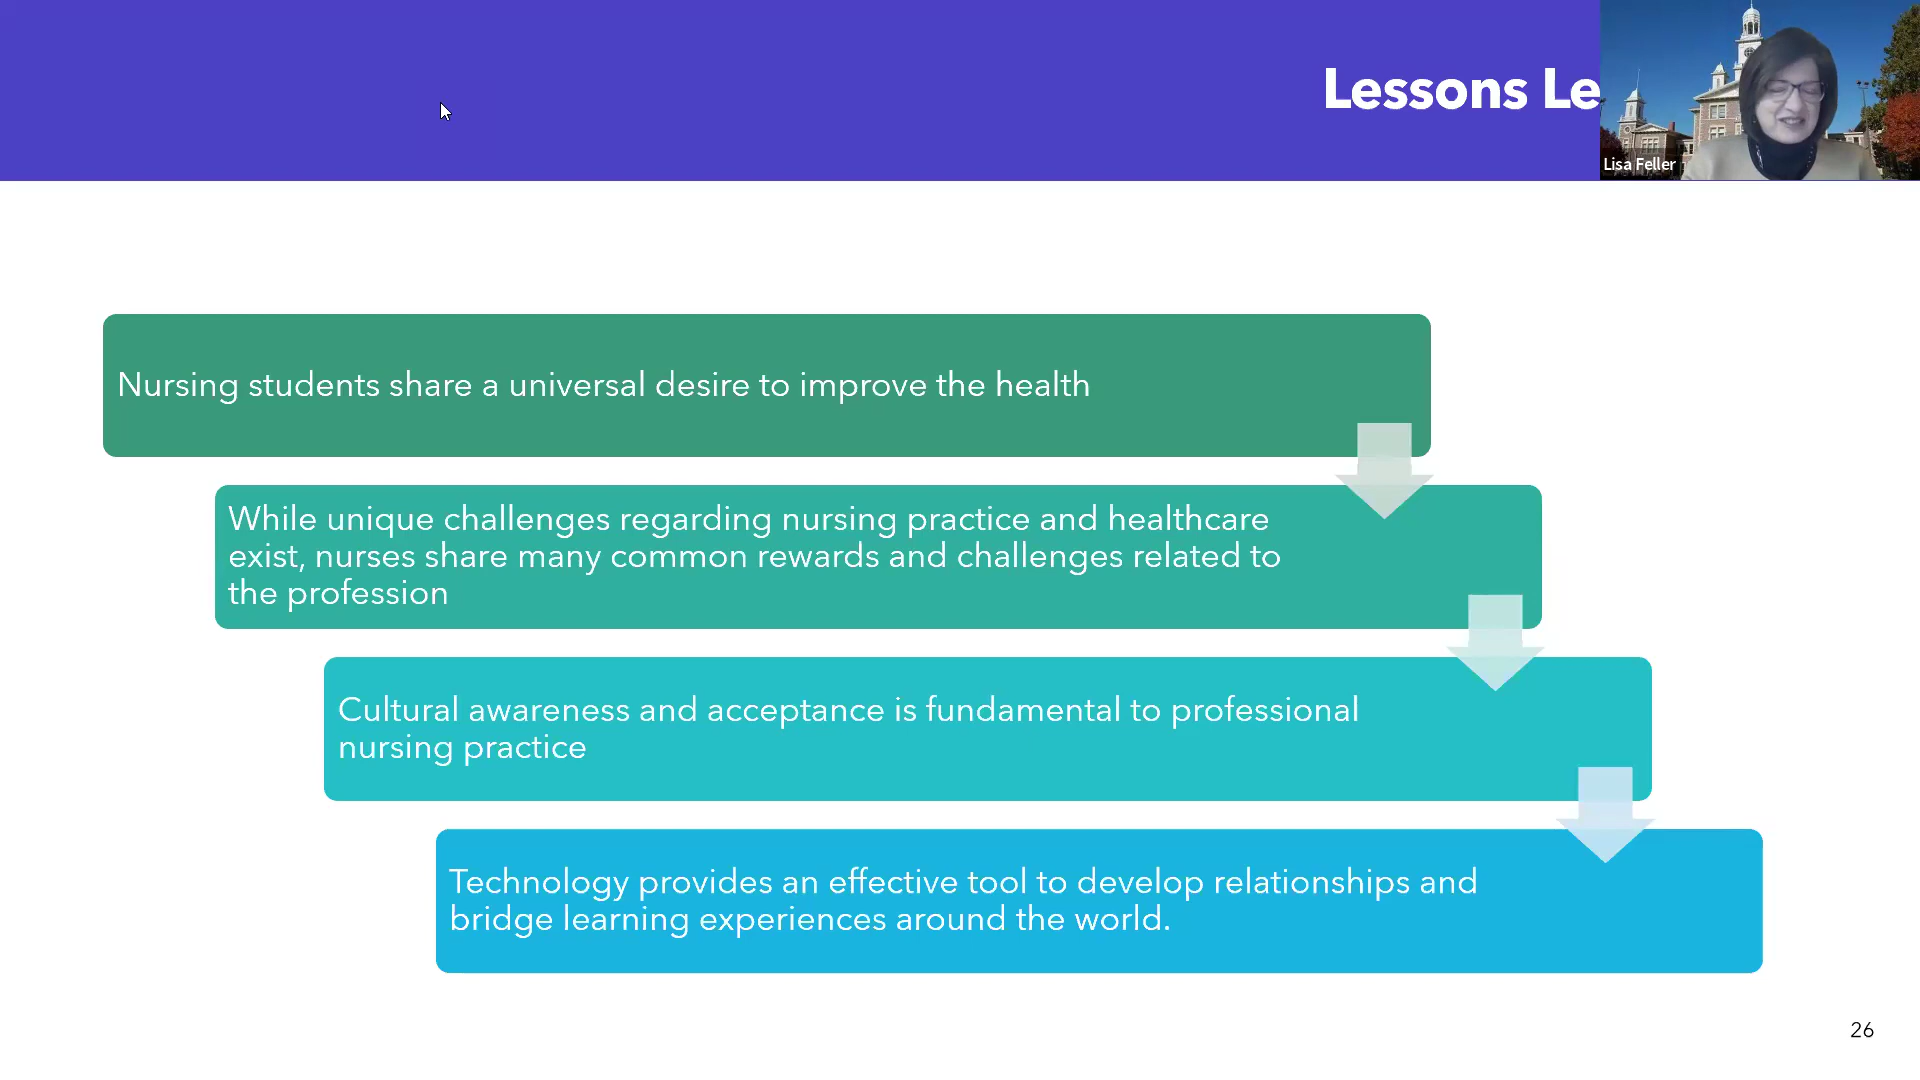 Lessons Le
Lisa Feller
Nursing students share a universal desire to improve the health
While unique challenges regarding nursing practice and healthcare
exist, nurses share many common rewards and challenges related to
the profession
Cultural awareness and acceptance is fundamental to professional
nursing practice
Technology provides an effective tool to develop relationships and
bridge learning experiences around the world.
26